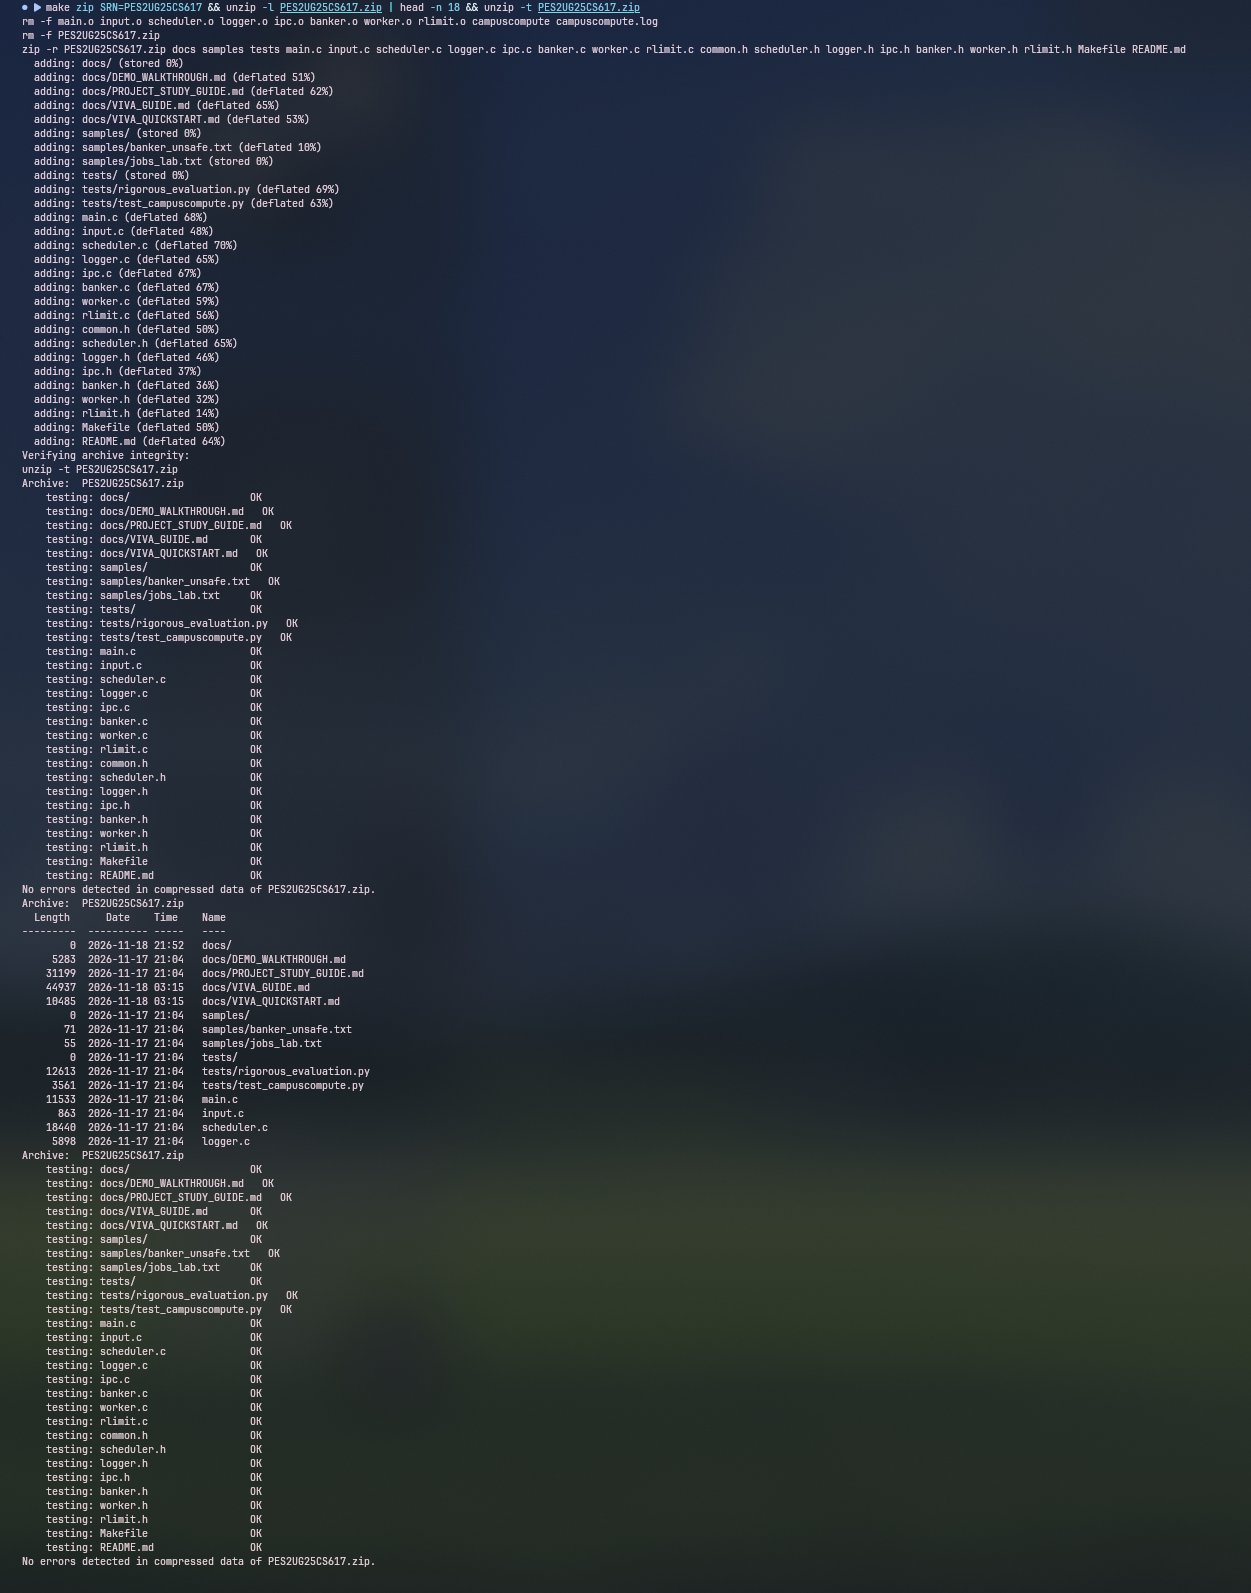 make zip SRN=PES2UG25CS617 && unzip -l PES2UG25CS617.zip | head -n 18 && unzip -t PES2UG25CS617.zip
rm -f main.o input.o scheduler.o logger.o ipc.o banker.o worker.o rlimit.o campuscompute campuscompute.log
rm -f PES2UG25CS617.zip
zip -r PES2UG25CS617.zip docs samples tests main.c input.c scheduler.c logger.c ipc.c banker.c worker.c rlimit.c common.h scheduler.h logger.h ipc.h banker.h worker.h rlimit.h Makefile README.md
  adding: docs/ (stored 0%)
  adding: docs/DEMO_WALKTHROUGH.md (deflated 51%)
  adding: docs/PROJECT_STUDY_GUIDE.md (deflated 62%)
  adding: docs/VIVA_GUIDE.md (deflated 65%)
  adding: docs/VIVA_QUICKSTART.md (deflated 53%)
  adding: samples/ (stored 0%)
  adding: samples/banker_unsafe.txt (deflated 10%)
  adding: samples/jobs_lab.txt (stored 0%)
  adding: tests/ (stored 0%)
  adding: tests/rigorous_evaluation.py (deflated 69%)
  adding: tests/test_campuscompute.py (deflated 63%)
  adding: main.c (deflated 68%)
  adding: input.c (deflated 48%)
  adding: scheduler.c (deflated 70%)
  adding: logger.c (deflated 65%)
  adding: ipc.c (deflated 67%)
  adding: banker.c (deflated 67%)
  adding: worker.c (deflated 59%)
  adding: rlimit.c (deflated 56%)
  adding: common.h (deflated 50%)
  adding: scheduler.h (deflated 65%)
  adding: logger.h (deflated 46%)
  adding: ipc.h (deflated 37%)
  adding: banker.h (deflated 36%)
  adding: worker.h (deflated 32%)
  adding: rlimit.h (deflated 14%)
  adding: Makefile (deflated 50%)
  adding: README.md (deflated 64%)
Verifying archive integrity:
unzip -t PES2UG25CS617.zip
Archive:  PES2UG25CS617.zip
    testing: docs/                    OK
    testing: docs/DEMO_WALKTHROUGH.md   OK
    testing: docs/PROJECT_STUDY_GUIDE.md   OK
    testing: docs/VIVA_GUIDE.md       OK
    testing: docs/VIVA_QUICKSTART.md   OK
    testing: samples/                 OK
    testing: samples/banker_unsafe.txt   OK
    testing: samples/jobs_lab.txt     OK
    testing: tests/                   OK
    testing: tests/rigorous_evaluation.py   OK
    testing: tests/test_campuscompute.py   OK
    testing: main.c                   OK
    testing: input.c                  OK
    testing: scheduler.c              OK
    testing: logger.c                 OK
    testing: ipc.c                    OK
    testing: banker.c                 OK
    testing: worker.c                 OK
    testing: rlimit.c                 OK
    testing: common.h                 OK
    testing: scheduler.h              OK
    testing: logger.h                 OK
    testing: ipc.h                    OK
    testing: banker.h                 OK
    testing: worker.h                 OK
    testing: rlimit.h                 OK
    testing: Makefile                 OK
    testing: README.md                OK
No errors detected in compressed data of PES2UG25CS617.zip.
Archive:  PES2UG25CS617.zip
  Length      Date    Time    Name
---------  ---------- -----   ----
        0  2026-11-18 21:52   docs/
     5283  2026-11-17 21:04   docs/DEMO_WALKTHROUGH.md
    31199  2026-11-17 21:04   docs/PROJECT_STUDY_GUIDE.md
    44937  2026-11-18 03:15   docs/VIVA_GUIDE.md
    10485  2026-11-18 03:15   docs/VIVA_QUICKSTART.md
        0  2026-11-17 21:04   samples/
       71  2026-11-17 21:04   samples/banker_unsafe.txt
       55  2026-11-17 21:04   samples/jobs_lab.txt
        0  2026-11-17 21:04   tests/
    12613  2026-11-17 21:04   tests/rigorous_evaluation.py
     3561  2026-11-17 21:04   tests/test_campuscompute.py
    11533  2026-11-17 21:04   main.c
      863  2026-11-17 21:04   input.c
    18440  2026-11-17 21:04   scheduler.c
     5898  2026-11-17 21:04   logger.c
Archive:  PES2UG25CS617.zip
    testing: docs/                    OK
    testing: docs/DEMO_WALKTHROUGH.md   OK
    testing: docs/PROJECT_STUDY_GUIDE.md   OK
    testing: docs/VIVA_GUIDE.md       OK
    testing: docs/VIVA_QUICKSTART.md   OK
    testing: samples/                 OK
    testing: samples/banker_unsafe.txt   OK
    testing: samples/jobs_lab.txt     OK
    testing: tests/                   OK
    testing: tests/rigorous_evaluation.py   OK
    testing: tests/test_campuscompute.py   OK
    testing: main.c                   OK
    testing: input.c                  OK
    testing: scheduler.c              OK
    testing: logger.c                 OK
    testing: ipc.c                    OK
    testing: banker.c                 OK
    testing: worker.c                 OK
    testing: rlimit.c                 OK
    testing: common.h                 OK
    testing: scheduler.h              OK
    testing: logger.h                 OK
    testing: ipc.h                    OK
    testing: banker.h                 OK
    testing: worker.h                 OK
    testing: rlimit.h                 OK
    testing: Makefile                 OK
    testing: README.md                OK
No errors detected in compressed data of PES2UG25CS617.zip.